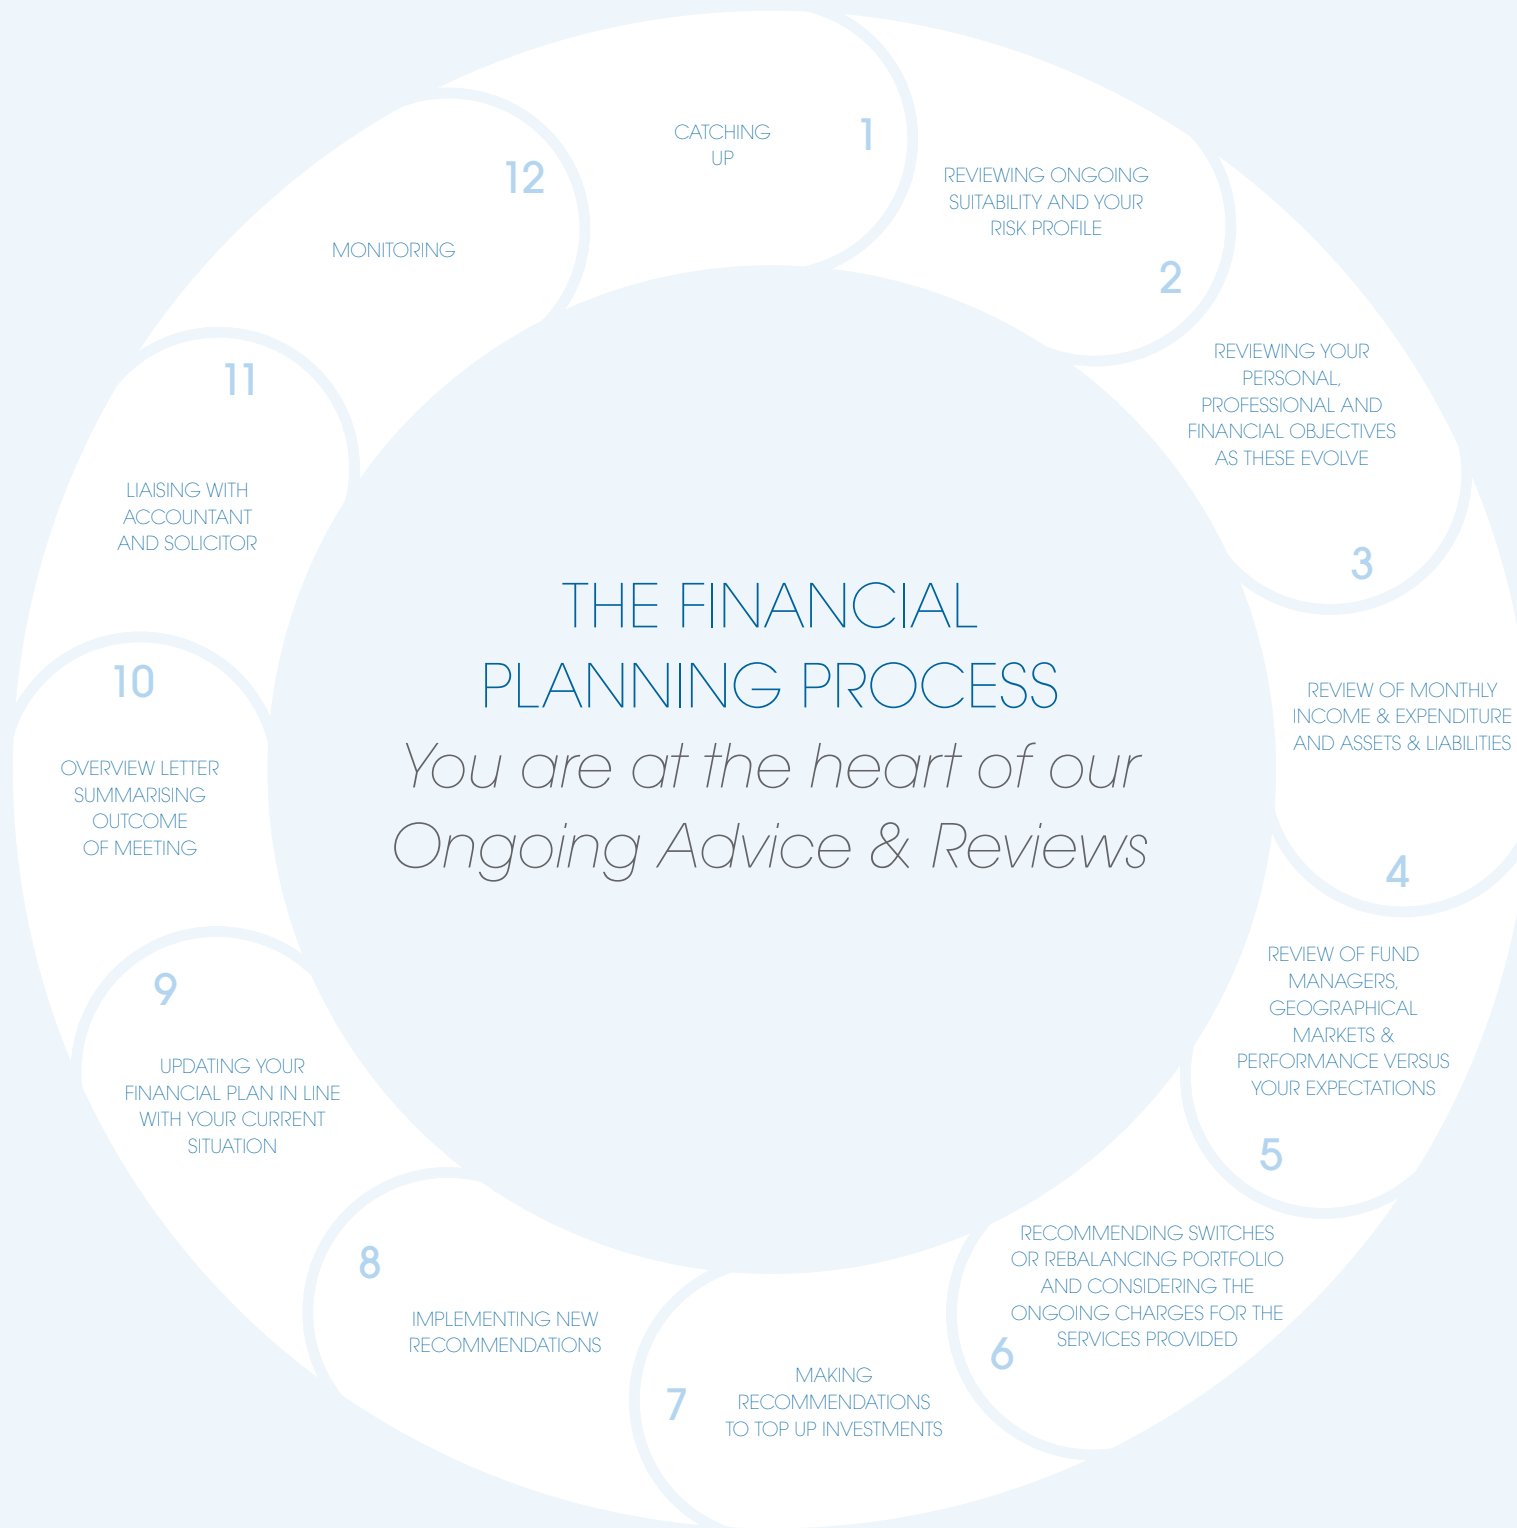 THE FINANCIAL
PLANNING PROCESS
You are at the heart of our
Ongoing Advice & Reviews
1
CATCHING
UP
2
REVIEWING ONGOING
SUITABILITY AND YOUR
RISK PROFILE
3
REVIEWING YOUR
PERSONAL,
PROFESSIONAL AND
FINANCIAL OBJECTIVES
AS THESE EVOLVE
4
REVIEW OF MONTHLY
INCOME & EXPENDITURE
AND ASSETS & LIABILITIES
5
REVIEW OF FUND
MANAGERS,
GEOGRAPHICAL
MARKETS &
PERFORMANCE VERSUS
YOUR EXPECTATIONS
6
RECOMMENDING SWITCHES
OR REBALANCING PORTFOLIO
AND CONSIDERING THE
ONGOING CHARGES FOR THE
SERVICES PROVIDED
7
MAKING
RECOMMENDATIONS
TO TOP UP INVESTMENTS
8
IMPLEMENTING NEW
RECOMMENDATIONS
9
UPDATING YOUR
FINANCIAL PLAN IN LINE
WITH YOUR CURRENT
SITUATION
10
OVERVIEW LETTER
SUMMARISING
OUTCOME
OF MEETING
11
LIAISING WITH
ACCOUNTANT
AND SOLICITOR
12
MONITORING